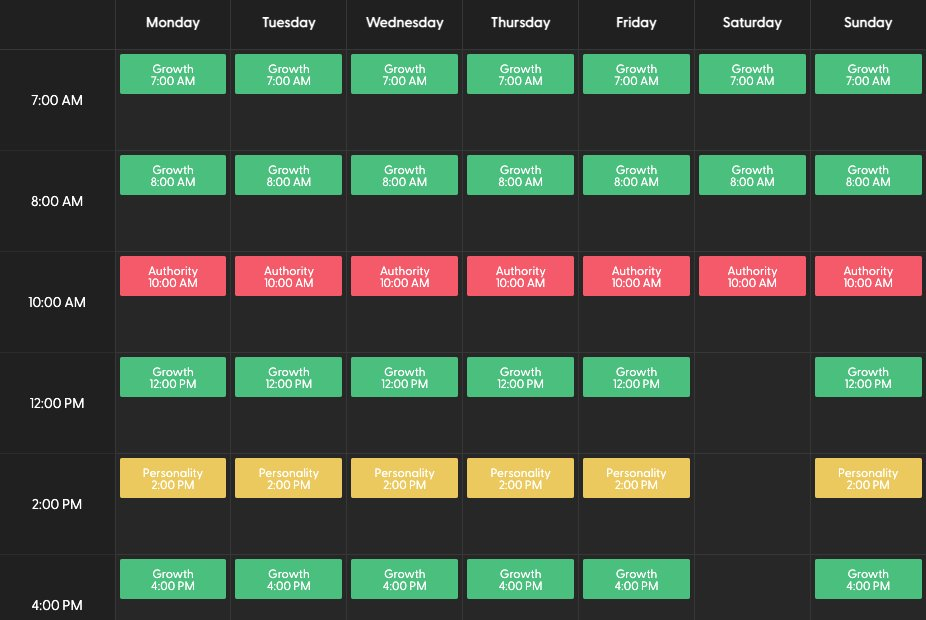 Monday Tuesday Wednesday Thursday Friday Saturday Sunday
Growth Growth Growth Growth Growth Growth Growth
7:00 AM 7:00 AM 7:00 AM 7:00 AM 7:00 AM 7:00 AM 7:00 AM
7:00 AM
Growth Growth Growth Growth Growth Growth Growth
8:00 AM 8:00 AM 8:00 AM 8:00 AM 8:00 AM 8:00 AM 8:00 AM
8:00 AM
Authority Authority Authority Authority Authority Authority Authority
10:00 AM 10:00 AM 10:00 AM 10:00 AM 10:00 AM 10:00 AM 10:00 AM
10:00 AM
Growth Growth Growth Growth Growth Growth
12:00 PM 12:00 PM 12:00 PM 12:00 PM 12:00 PM 12:00 PM
12:00 PM
Personality Personality Personality Personality Personality Personality
2:00 PM 2:00 PM 2:00 PM 2:00 PM 2:00 PM 2:00 PM
2:00 PM
Growth Growth Growth Growth Growth Growth
4:00 PM 4:00 PM 4:00 PM 4:00 PM 4:00 PM 4:00 PM
4:00 PM